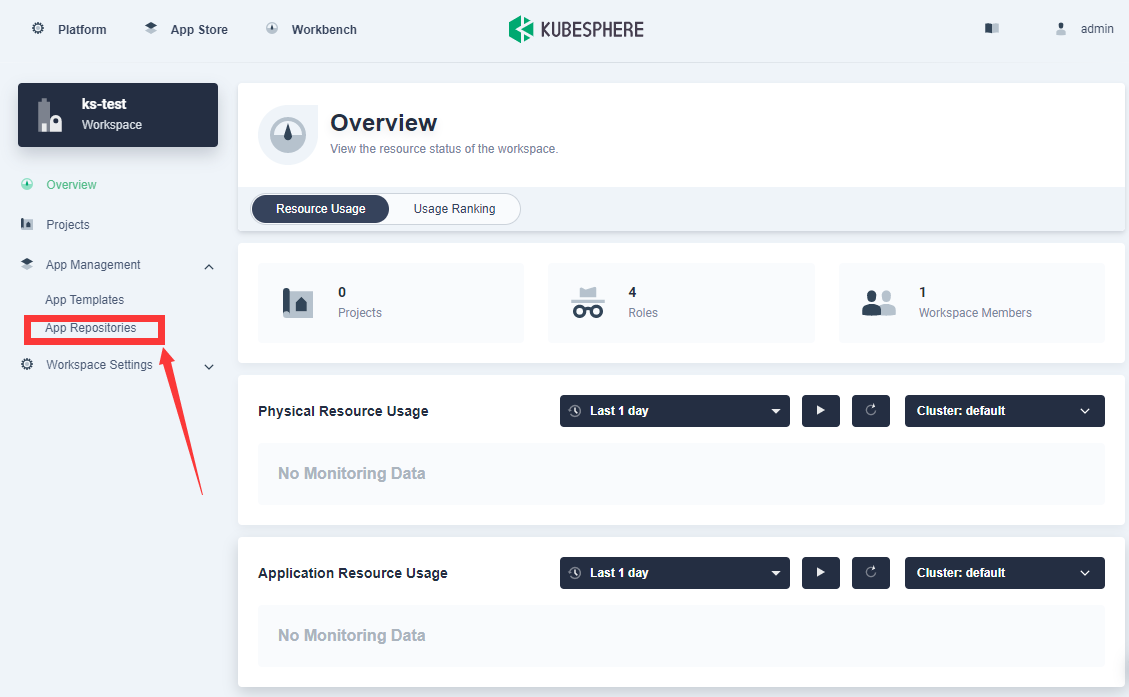 Platform
App Store
Workbench
KUBESPHERE
admin
ks-test
Workspace
Overview
Projects
App Management
App Templates
App Repositories
Workspace Settings
Overview
View the resource status of the workspace.
Resource Usage
Usage Ranking
0
Projects
4
Roles
1
Workspace Members
Physical Resource Usage
Last 1 day
Cluster: default
No Monitoring Data
Application Resource Usage
Last 1 day
Cluster: default
No Monitoring Data